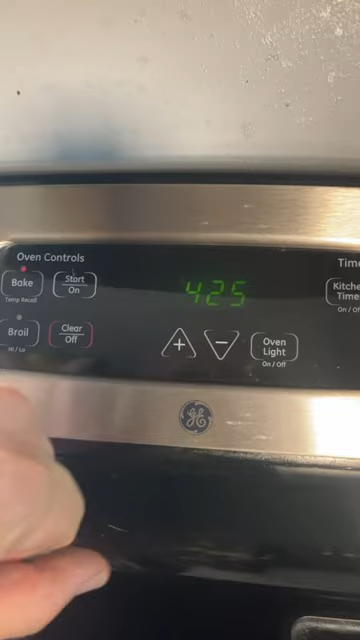 Oven Controls
Time
Bake
Start
On
425
Kitche
Time
Temp Recall
On / Of
Broil
Clear
Off
+
−
Oven
Light
Hi / Lo
On / Off
GE